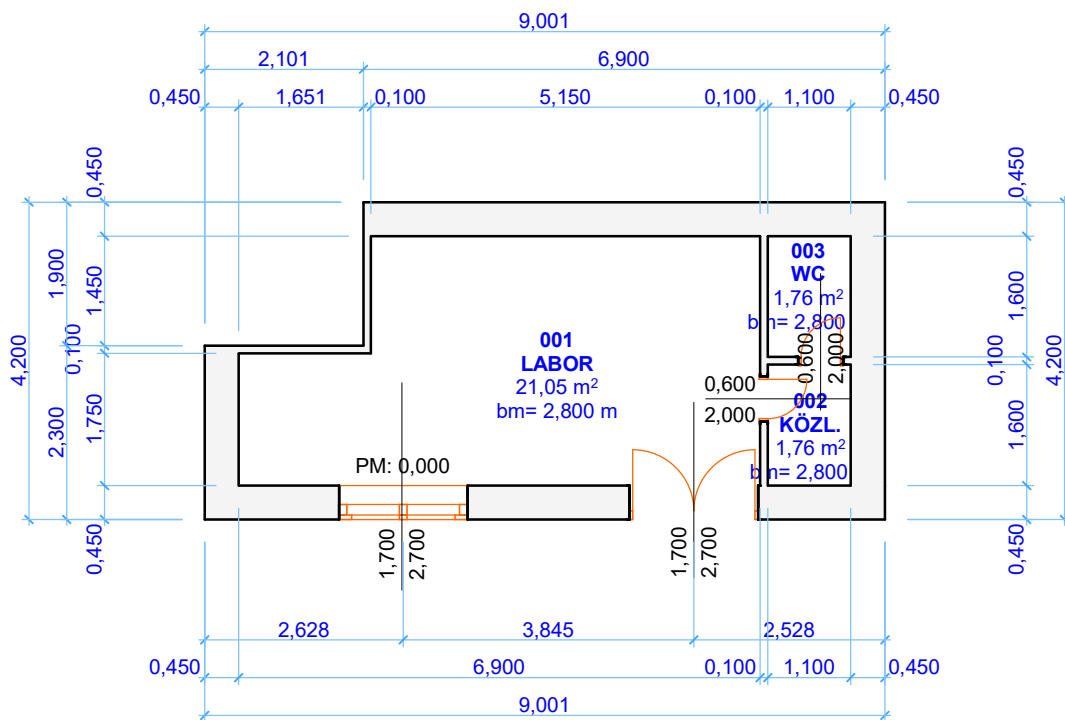 9,001
2,101 6,900
0,450 1,651 0,100 5,150 0,100 1,100 0,450
0,450
0,450
4,200
1,900
1,450
0,100
2,300
1,750
0,450
1,600
0,100
4,200
1,600
0,450
003
WC
1,76 m²
bm= 2,800
001
LABOR
21,05 m²
bm= 2,800 m
0,600
2,000
0,600
2,000
002
KÖZL.
1,76 m²
bm= 2,800
PM: 0,000
1,700
2,700
1,700
2,700
2,628 3,845 2,528
0,450 6,900 0,100 1,100 0,450
9,001